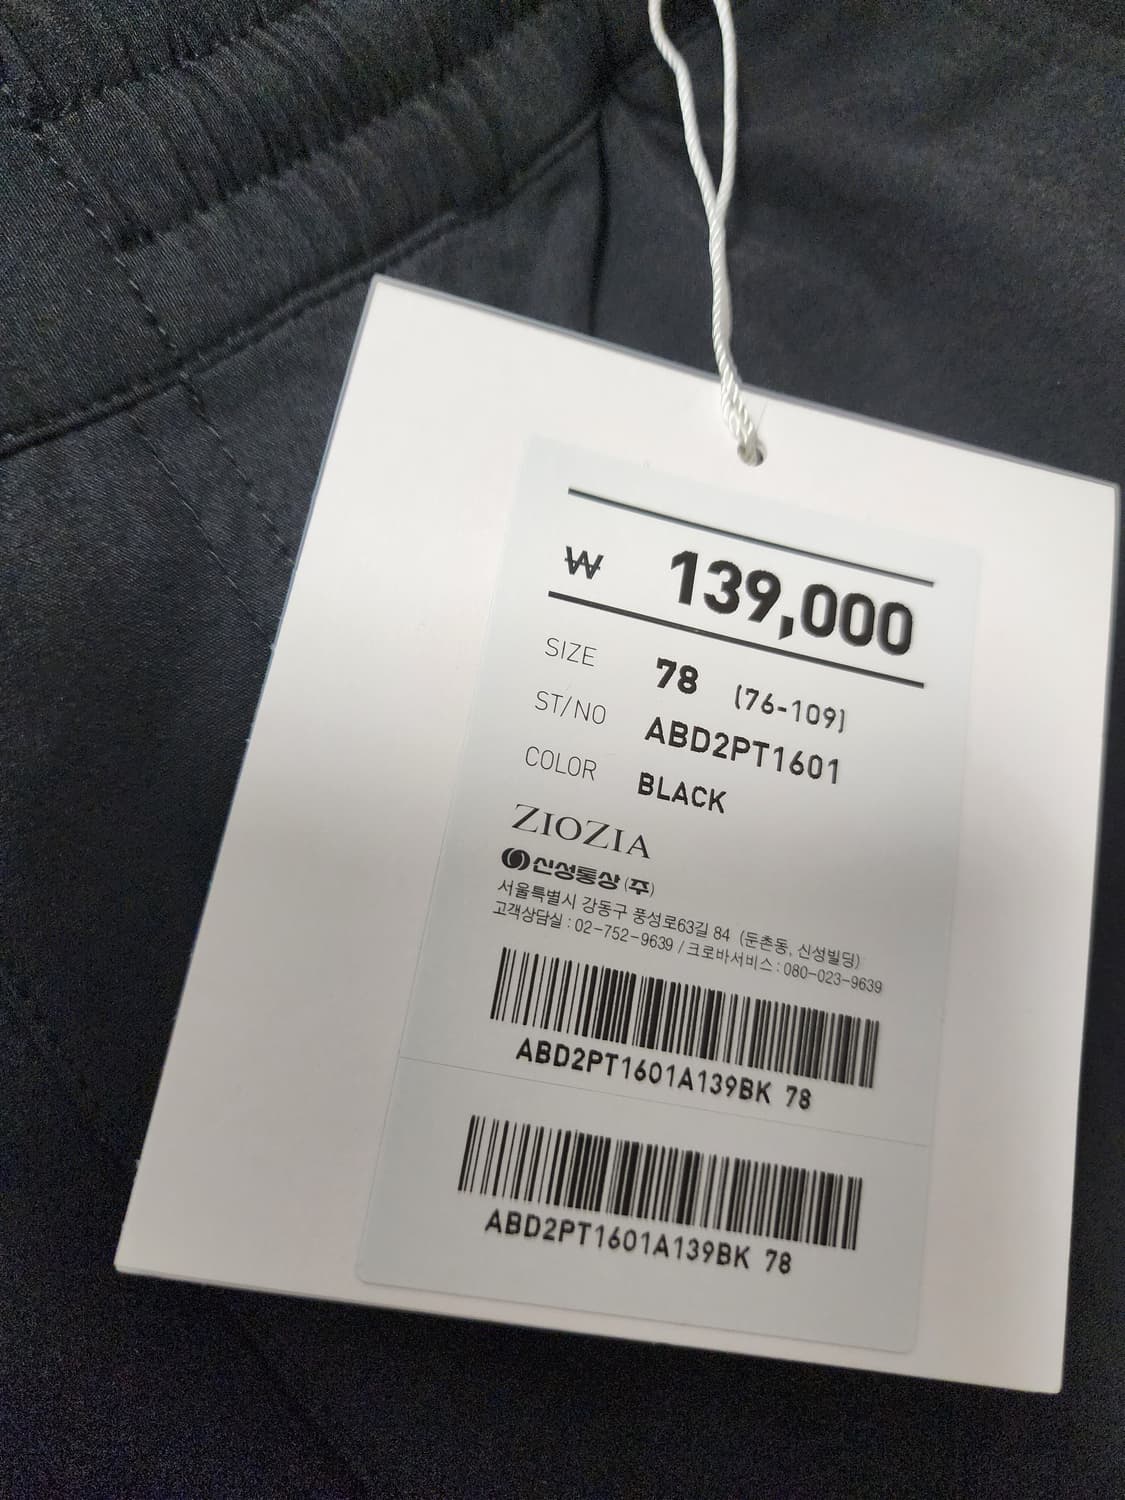 ₩ 139,000
SIZE 78 (76-109)
ST/NO ABD2PT1601
COLOR BLACK
ZIOZIA
신성통상(주)
서울특별시 강동구 풍성로63길 84 (둔촌동, 신성빌딩)
고객상담실 : 02-752-9639 / 크로바서비스 : 080-023-9639
ABD2PT1601A139BK 78
ABD2PT1601A139BK 78